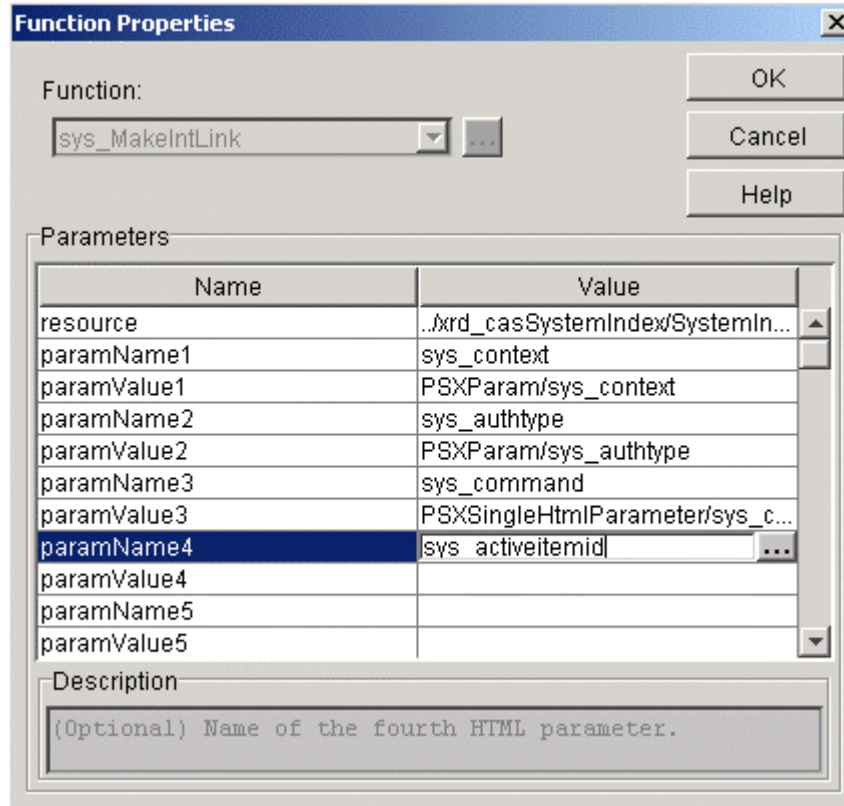 Function Properties
OK
Function:
sys_MakeIntLink
...
Cancel
Help
Parameters
Name Value
resource ../xrd_casSystemIndex/SystemIn...
paramName1 sys_context
paramValue1 PSXParam/sys_context
paramName2 sys_authtype
paramValue2 PSXParam/sys_authtype
paramName3 sys_command
paramValue3 PSXSingleHtmlParameter/sys_c...
paramName4 sys_activeitemid ...
paramValue4
paramName5
paramValue5
Description
(Optional) Name of the fourth HTML parameter.